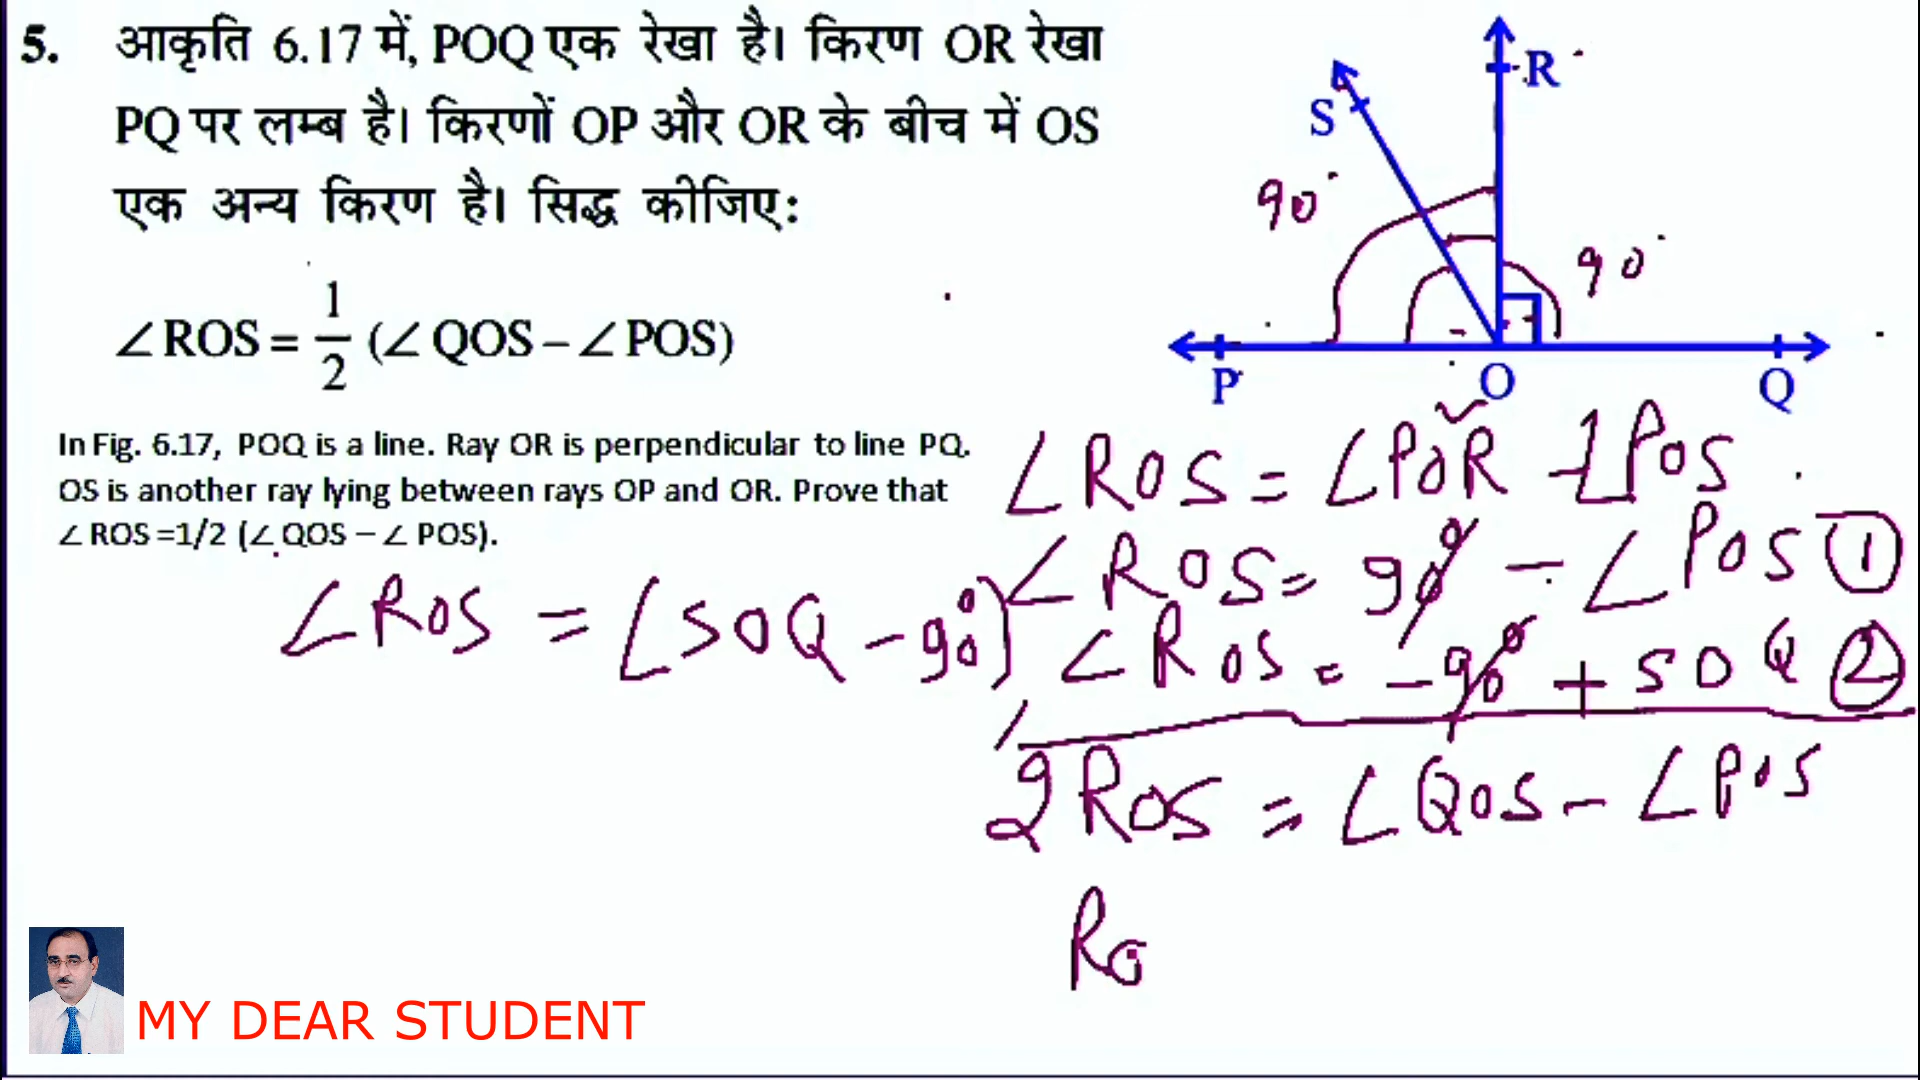 5. आकृति 6.17 में, POQ एक रेखा है। किरण OR रेखा
PQ पर लम्ब है। किरणों OP और OR के बीच में OS
एक अन्य किरण है। सिद्ध कीजिए:
∠ROS = 1/2 (∠QOS – ∠POS)
In Fig. 6.17, POQ is a line. Ray OR is perpendicular to line PQ.
OS is another ray lying between rays OP and OR. Prove that
∠ ROS =1/2 (∠ QOS – ∠ POS).
R
S
90°
90°
P
O
Q
∠ROS = ∠POR - ∠POS
∠ROS = 90° - ∠POS ①
∠ROS = ∠SOQ - 90°
∠ROS = -90° + SOQ ②
2ROS = ∠QOS - ∠POS
RO
MY DEAR STUDENT